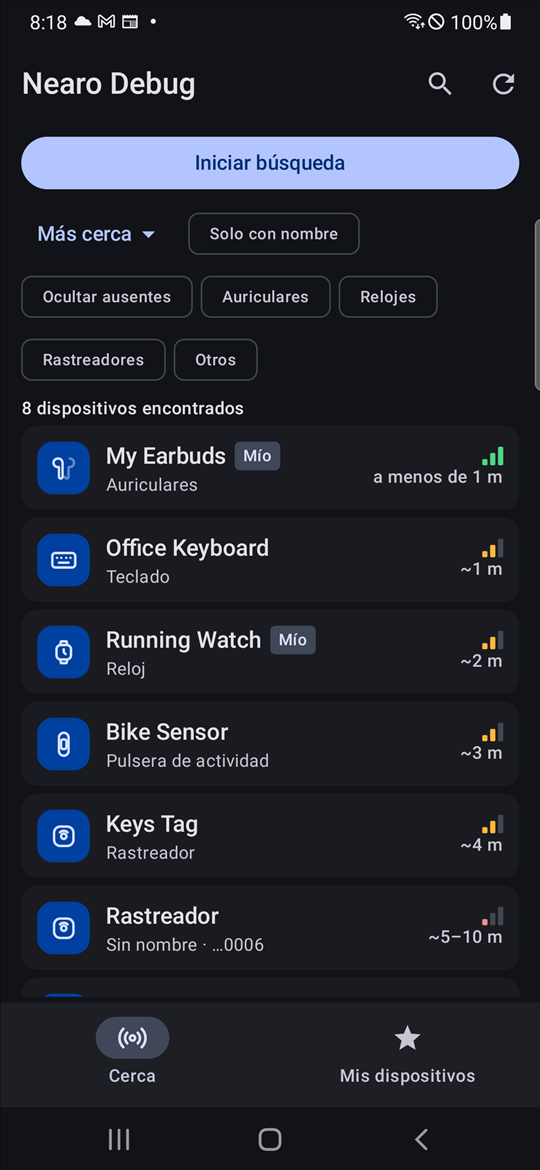 8:18
100%
Nearo Debug
Iniciar búsqueda
Más cerca
Solo con nombre
Ocultar ausentes
Auriculares
Relojes
Rastreadores
Otros
8 dispositivos encontrados
My Earbuds
Mío
Auriculares
a menos de 1 m
Office Keyboard
Teclado
~1 m
Running Watch
Mío
Reloj
~2 m
Bike Sensor
Pulsera de actividad
~3 m
Keys Tag
Rastreador
~4 m
Rastreador
Sin nombre · …0006
~5–10 m
Cerca
Mis dispositivos